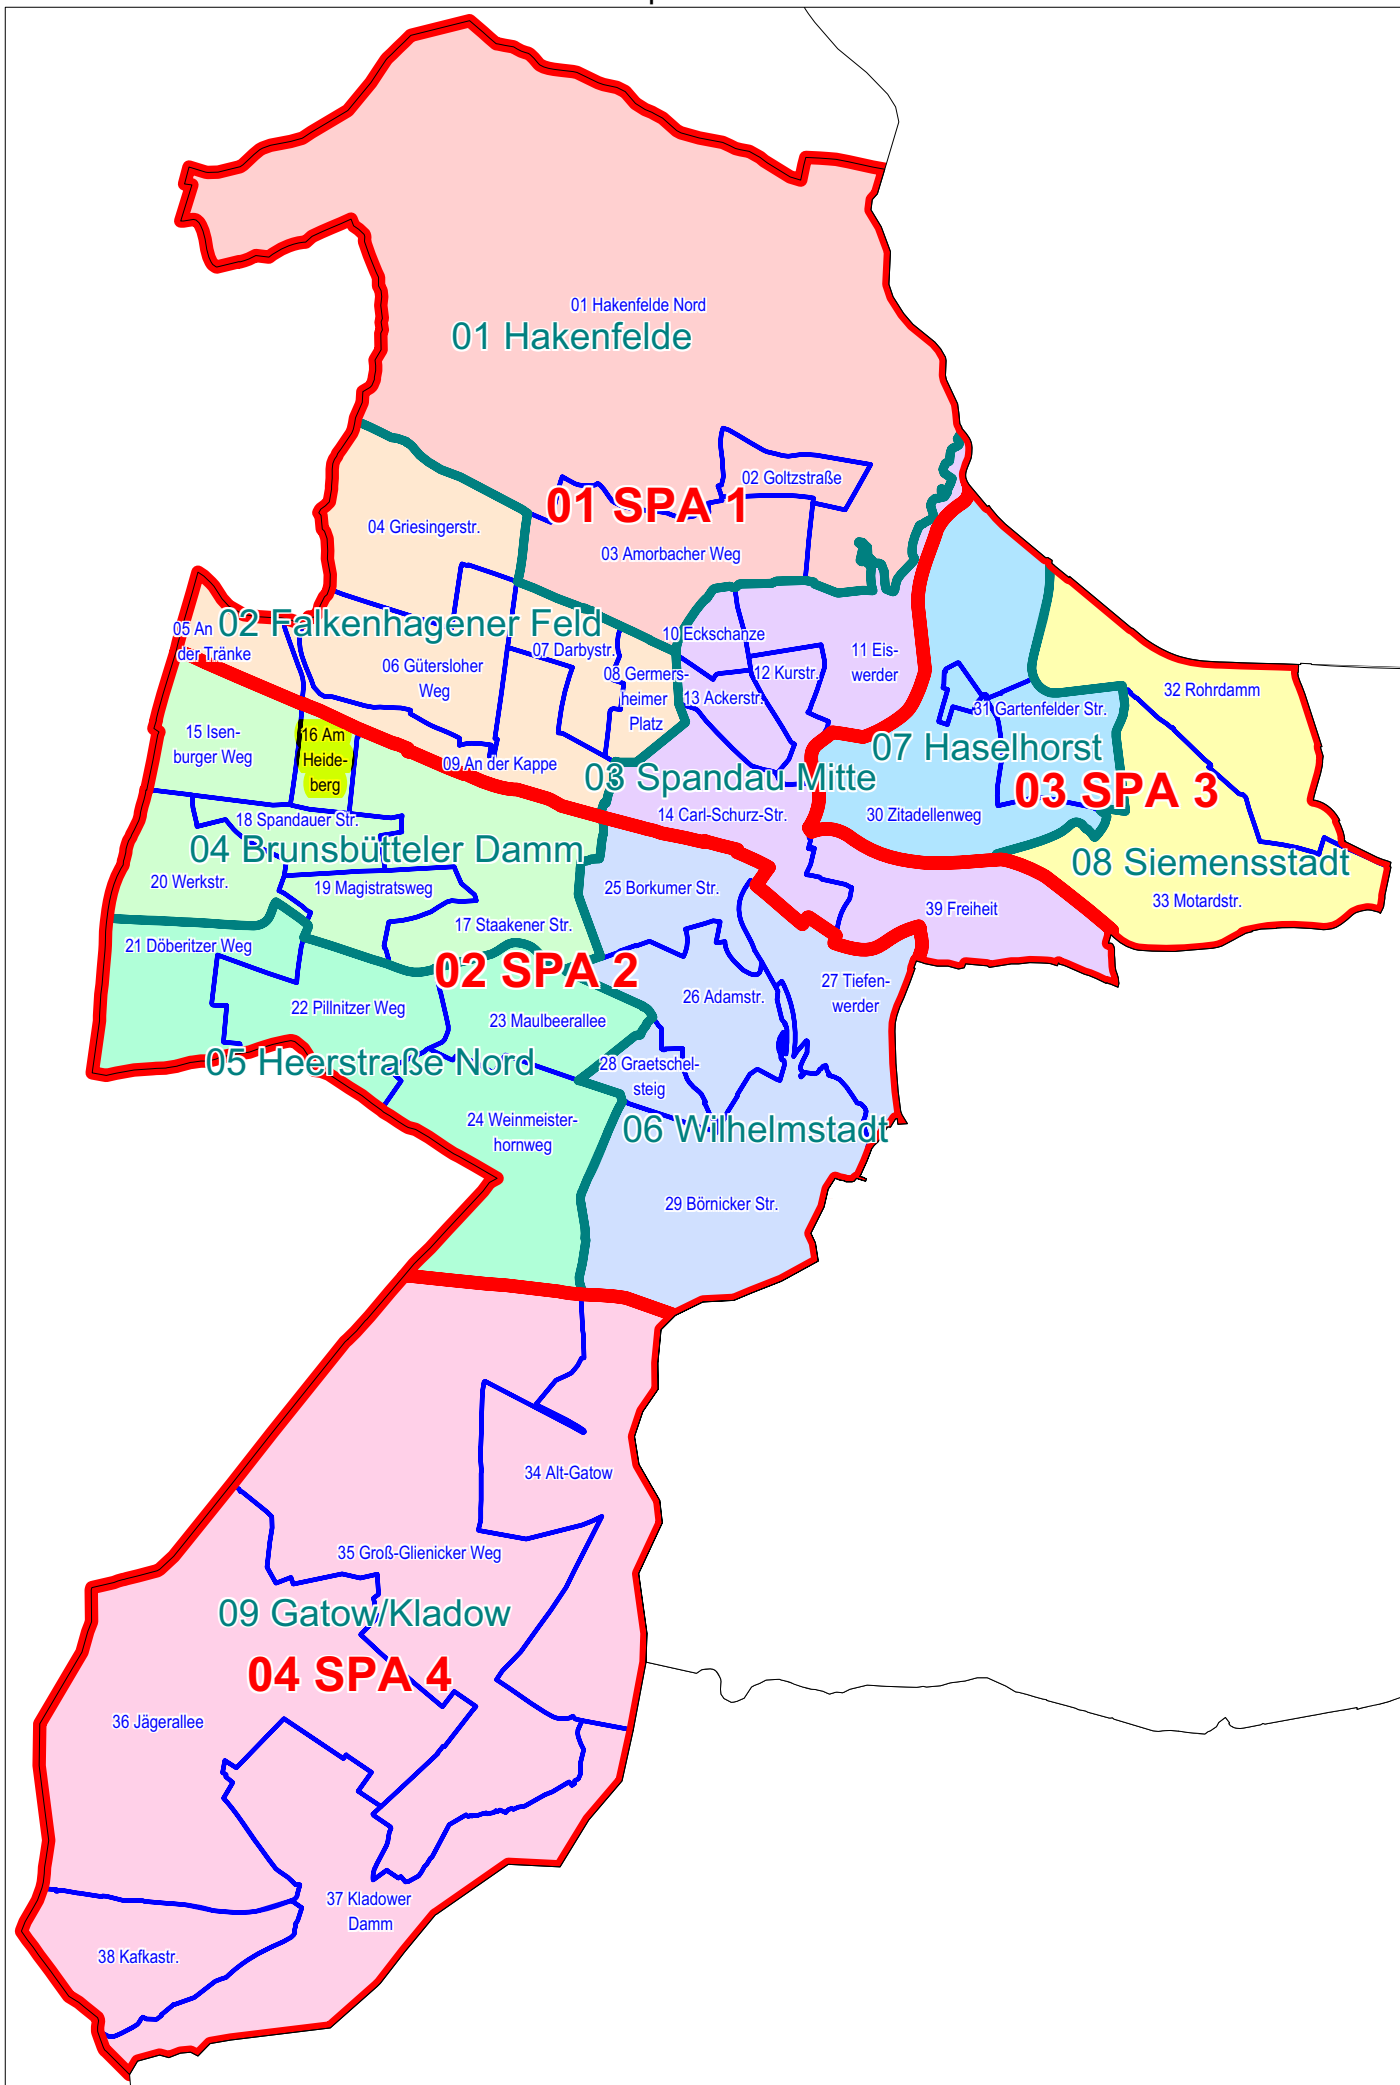 01 Hakenfelde Nord
01 Hakenfelde
02 Goltzstraße
01 SPA 1
04 Griesingerstr.
03 Amorbacher Weg
05 An
der Tränke
02 Falkenhagener Feld
06 Gütersloher
Weg
07 Darbystr.
08 Germers-
heimer
Platz
09 An der Kappe
10 Eckschanze
11 Eis-
werder
12 Kurstr.
13 Ackerstr.
03 Spandau Mitte
14 Carl-Schurz-Str.
31 Gartenfelder Str.
32 Rohrdamm
07 Haselhorst
03 SPA 3
30 Zitadellenweg
08 Siemensstadt
33 Motardstr.
39 Freiheit
15 Isen-
burger Weg
16 Am
Heide-
berg
18 Spandauer Str.
04 Brunsbütteler Damm
20 Werkstr.
19 Magistratsweg
17 Staakener Str.
21 Döberitzer Weg
02 SPA 2
22 Pillnitzer Weg
23 Maulbeerallee
05 Heerstraße Nord
24 Weinmeister-
hornweg
25 Borkumer Str.
26 Adamstr.
27 Tiefen-
werder
28 Graetschel-
steig
06 Wilhelmstadt
29 Börnicker Str.
34 Alt-Gatow
35 Groß-Glienicker Weg
09 Gatow/Kladow
04 SPA 4
36 Jägerallee
37 Kladower
Damm
38 Kafkastr.